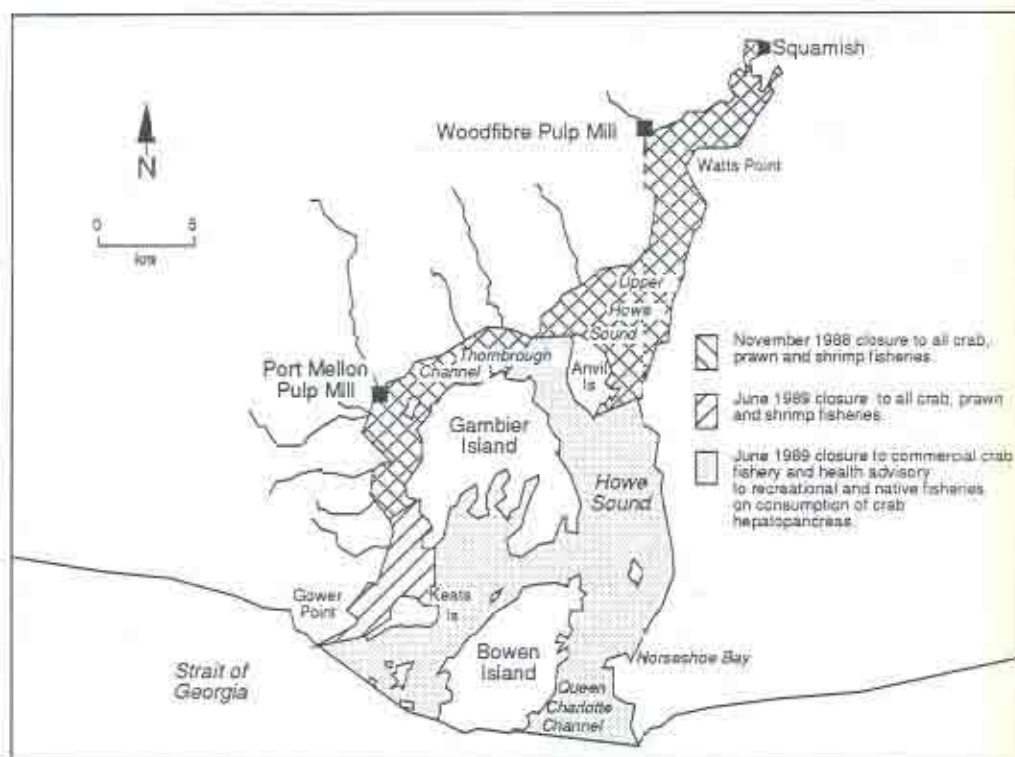 Squamish
Woodfibre Pulp Mill
N
Watts Point
0 8
km
Upper
Howe
Sound
Thornbrough
Channel
Anvil
Is
Port Mellon
Pulp Mill
Gambier
Island
Howe
Sound
November 1988 closure to all crab,
prawn and shrimp fisheries.
June 1989 closure to all crab, prawn
and shrimp fisheries.
June 1989 closure to commercial crab
fishery and health advisory
to recreational and native fisheries
on consumption of crab
hepalopancreas.
Gower
Point
Keats
Is
Bowen
Island
Horseshoe Bay
Strait of
Georgia
Queen
Charlotte
Channel